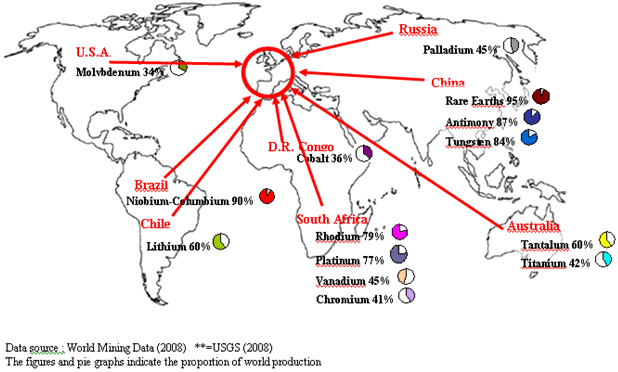 Russia
Palladium 45%
U.S.A
Molvbdenum 34%
China
Rare Earths 95%
Antimony 87%
Tungsten 84%
D.R. Congo
Cobalt 36%
Brazil
Niobium-Columbium 90%
Chile
Lithium 60%
South Africa
Rhodium 79%
Platinum 77%
Vanadium 45%
Chromium 41%
Australia
Tantalum 60%
Titanium 42%
Data source : World Mining Data (2008) **=USGS (2008)
The figures and pie graphs indicate the proportion of world production